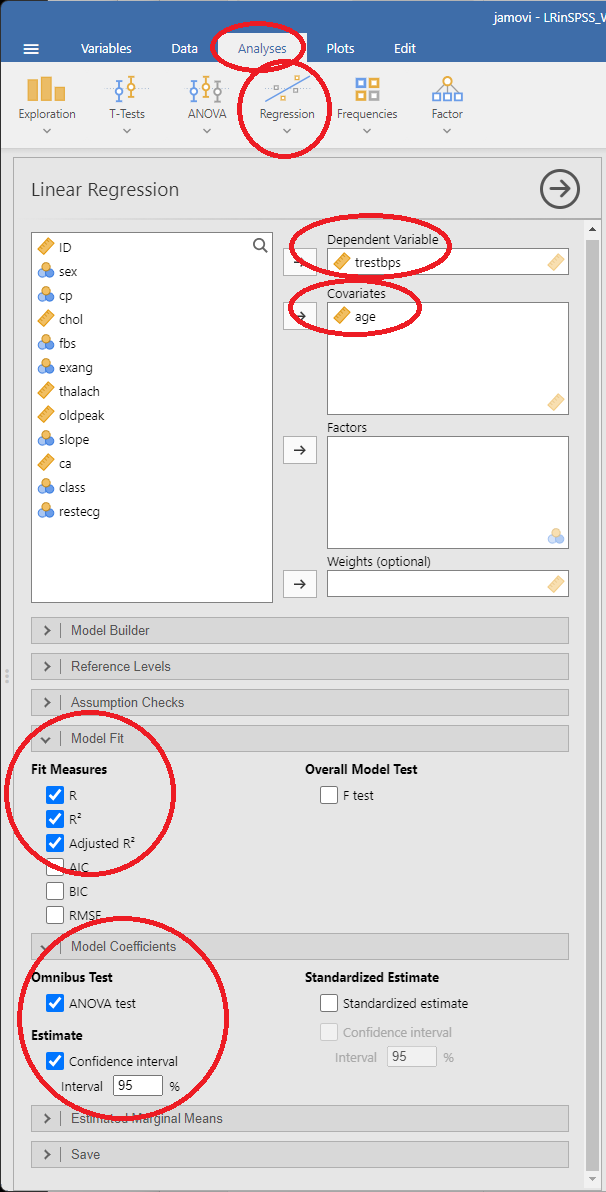 jamovi - LRinSPSS_W
Variables Data Analyses Plots Edit
Exploration T-Tests ANOVA Regression Frequencies Factor
Linear Regression
ID
sex
cp
chol
fbs
exang
thalach
oldpeak
slope
ca
class
restecg
Dependent Variable
trestbps
Covariates
age
Factors
Weights (optional)
Model Builder
Reference Levels
Assumption Checks
Model Fit
Fit Measures
R
R²
Adjusted R²
AIC
BIC
RMSE
Overall Model Test
F test
Model Coefficients
Omnibus Test
ANOVA test
Estimate
Confidence interval
Interval 95 %
Standardized Estimate
Standardized estimate
Confidence interval
Interval 95 %
Estimated Marginal Means
Save